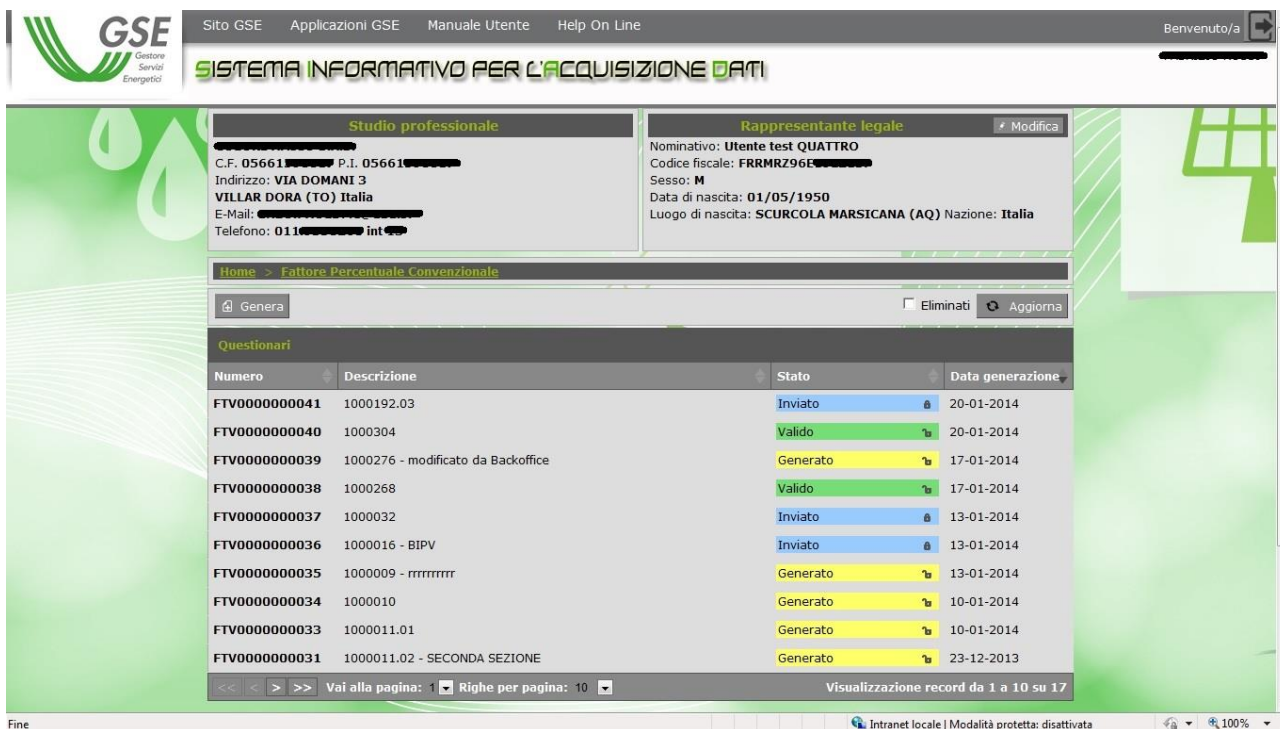 GSE
Gestore
Servizi
Energetici
Sito GSE Applicazioni GSE Manuale Utente Help On Line
Benvenuto/a
SISTEMA INFORMATIVO PER L'ACQUISIZIONE DATI
Studio professionale
C.F. 05661 P.I. 05661
Indirizzo: VIA DOMANI 3
VILLAR DORA (TO) Italia
E-Mail:
Telefono: 011 int
Rappresentante legale Modifica
Nominativo: Utente test QUATTRO
Codice fiscale: FRRMRZ96E
Sesso: M
Data di nascita: 01/05/1950
Luogo di nascita: SCURCOLA MARSICANA (AQ) Nazione: Italia
Home > Fattore Percentuale Convenzionale
Genera Eliminati Aggiorna
Questionari
Numero Descrizione Stato Data generazione
FTV0000000041 1000192.03 Inviato 20-01-2014
FTV0000000040 1000304 Valido 20-01-2014
FTV0000000039 1000276 - modificato da Backoffice Generato 17-01-2014
FTV0000000038 1000268 Valido 17-01-2014
FTV0000000037 1000032 Inviato 13-01-2014
FTV0000000036 1000016 - BIPV Inviato 13-01-2014
FTV0000000035 1000009 - rrrrrrrrrr Generato 13-01-2014
FTV0000000034 1000010 Generato 10-01-2014
FTV0000000033 1000011.01 Generato 10-01-2014
FTV0000000031 1000011.02 - SECONDA SEZIONE Generato 23-12-2013
<< < > >> Vai alla pagina: 1 Righe per pagina: 10 Visualizzazione record da 1 a 10 su 17
Fine Intranet locale | Modalità protetta: disattivata 100%